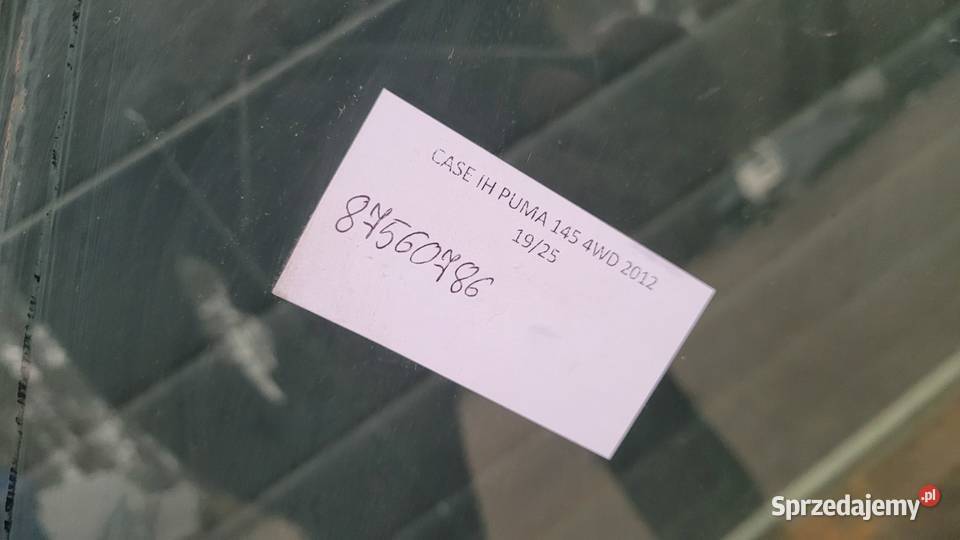 CASE IH PUMA 145 4WD 2012
19/25
87560786
Sprzedajemy.pl